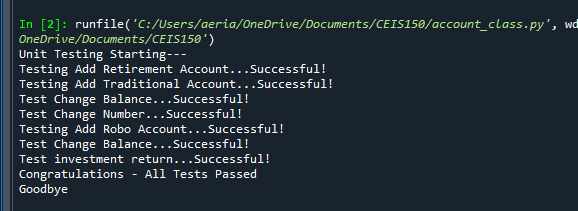 In [2]: runfile('C:/Users/aeria/OneDrive/Documents/CEIS150/account_class.py', wd
OneDrive/Documents/CEIS150')
Unit Testing Starting---
Testing Add Retirement Account...Successful!
Testing Add Traditional Account...Successful!
Test Change Balance...Successful!
Test Change Number...Successful!
Testing Add Robo Account...Successful!
Test Change Balance...Successful!
Test investment return...Successful!
Congratulations - All Tests Passed
Goodbye